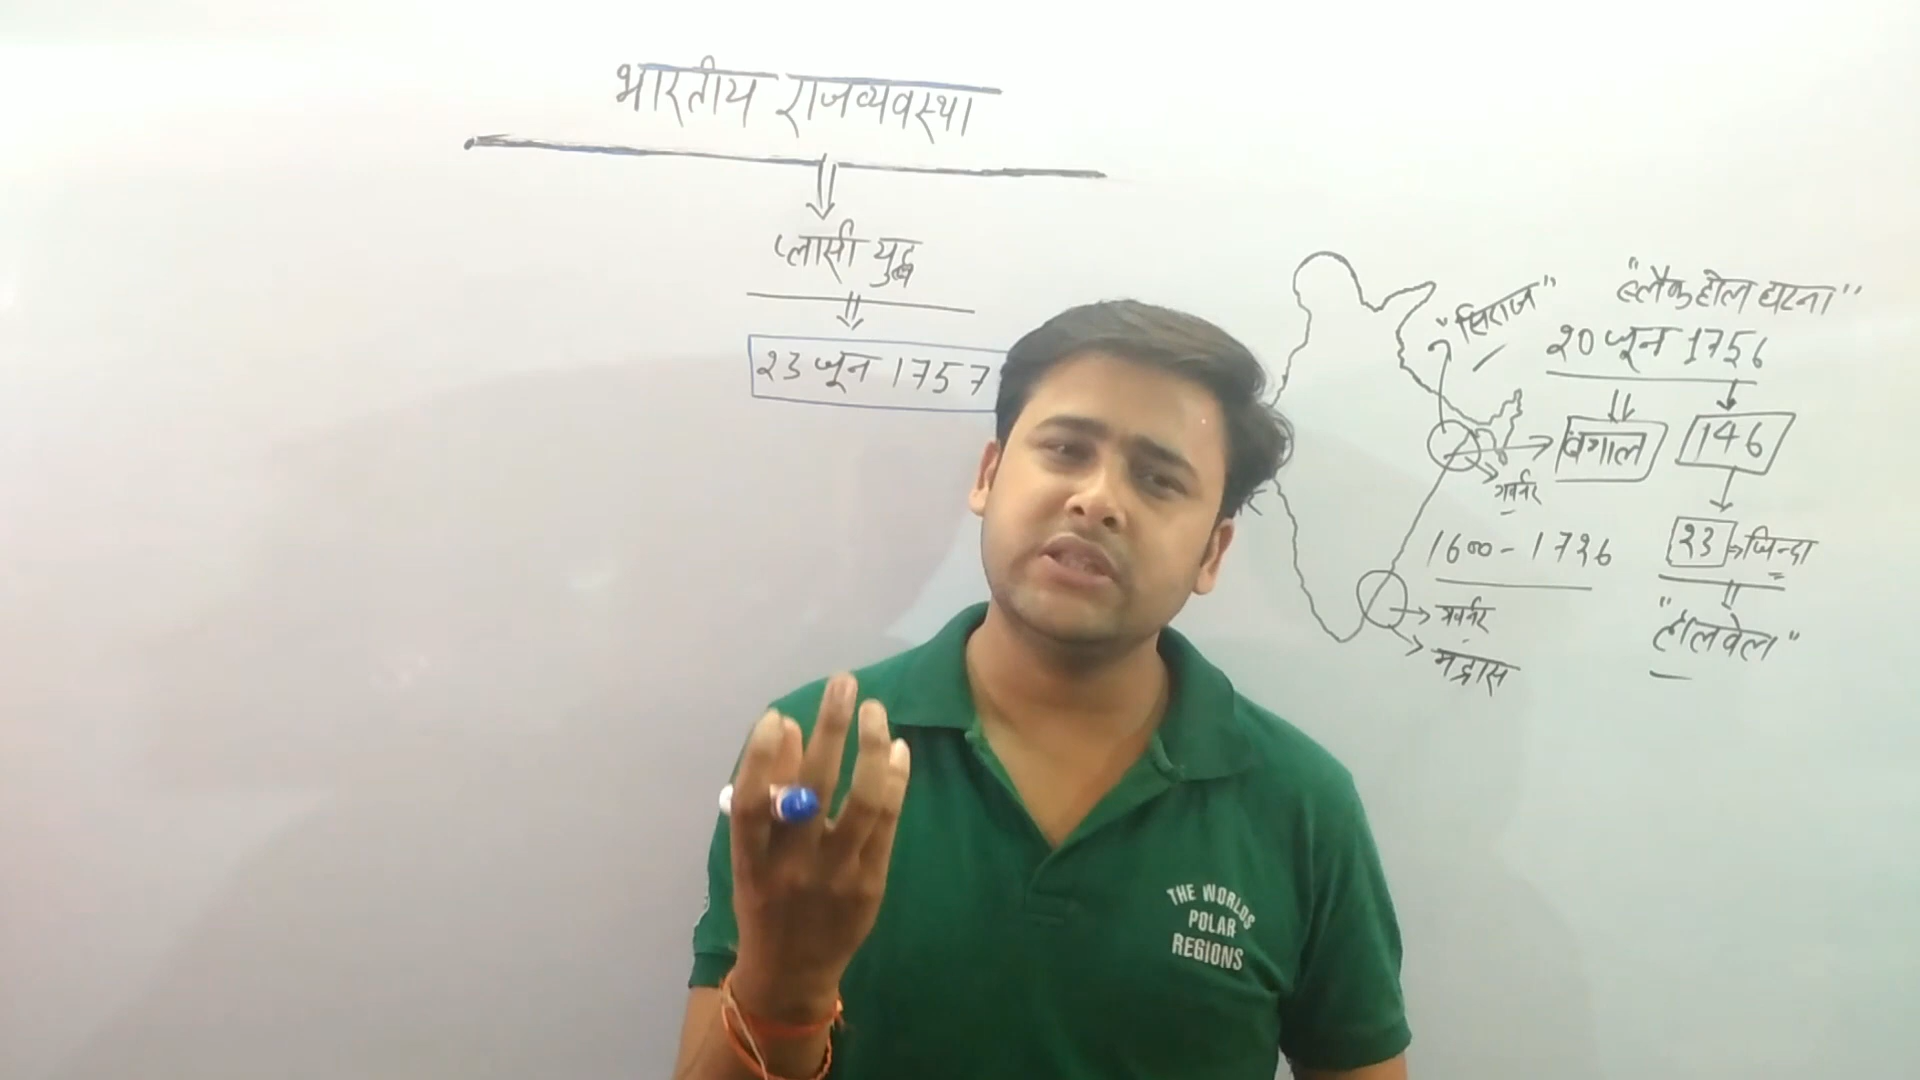 भारतीय राजव्यवस्था
प्लासी युद्ध
23 जून 1757
"सिराज"
"ब्लैक होल घटना"
20 जून 1756
बंगाल
146
गवर्नर
1600-1726
23 → जिन्दा
गवर्नर
मद्रास
"हॉलवेल"
THE WORLDS
POLAR
REGIONS